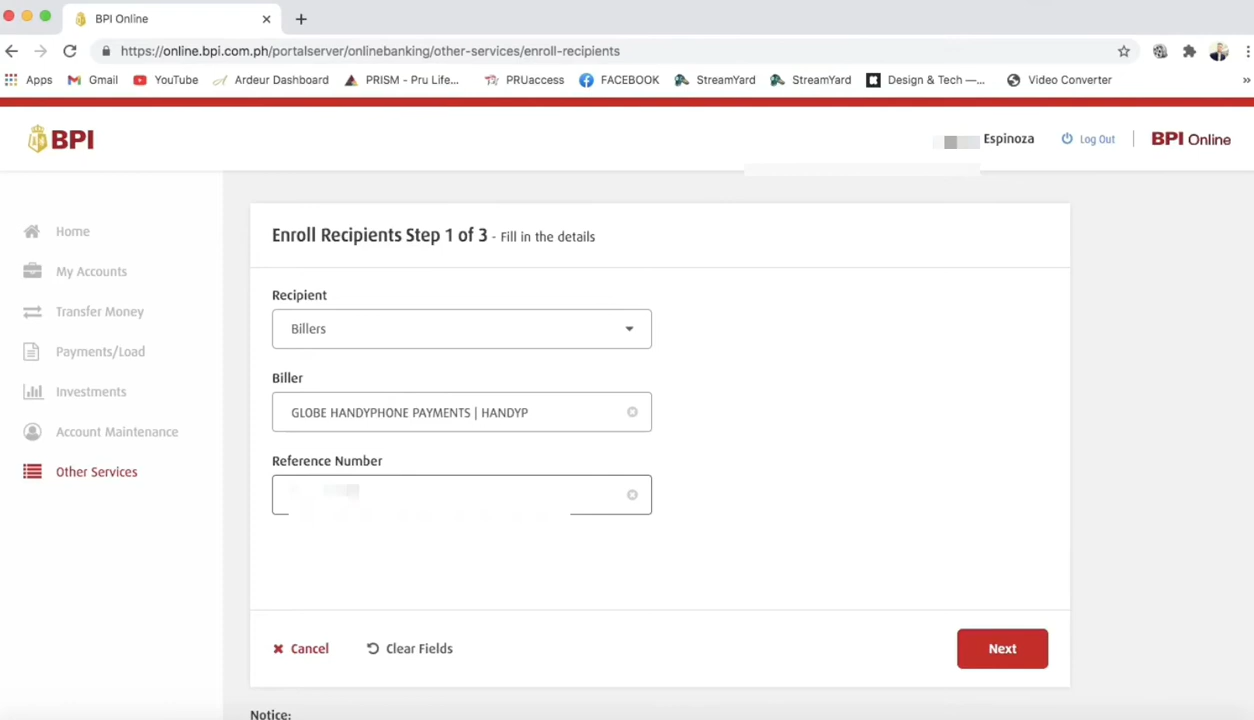 BPI Online
https://online.bpi.com.ph/portalserver/onlinebanking/other-services/enroll-recipients
Apps Gmail YouTube Ardeur Dashboard PRISM - Pru Life... PRUaccess FACEBOOK StreamYard StreamYard Design & Tech —... Video Converter »
BPI
Espinoza Log Out BPI Online
Home
My Accounts
Transfer Money
Payments/Load
Investments
Account Maintenance
Other Services
Enroll Recipients Step 1 of 3 - Fill in the details
Recipient
Billers
Biller
GLOBE HANDYPHONE PAYMENTS | HANDYP
Reference Number
Cancel Clear Fields Next
Notice: